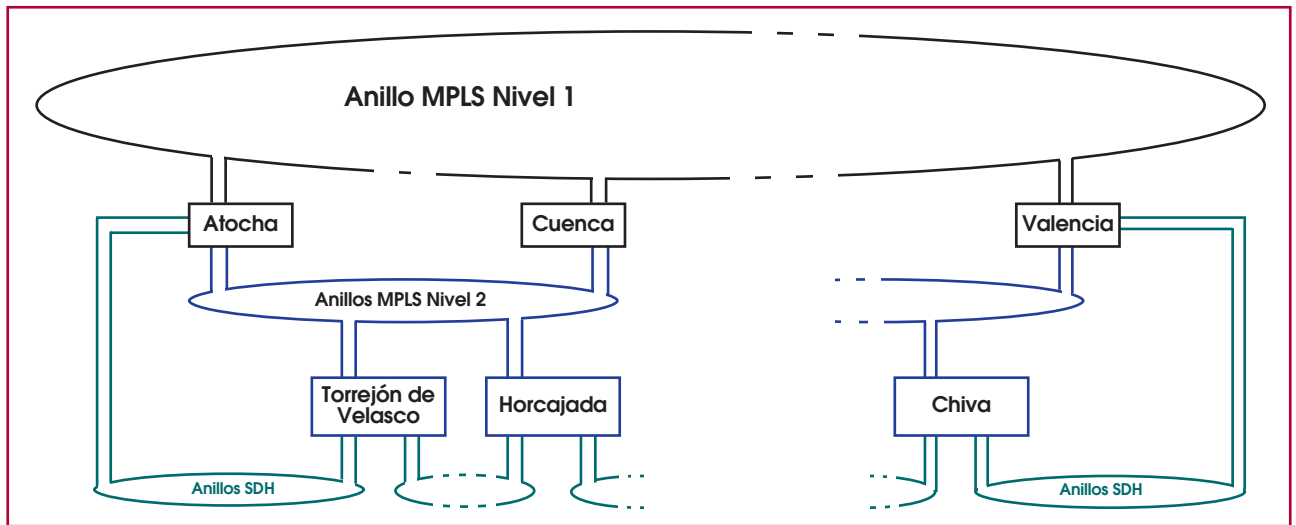 Anillo MPLS Nivel 1
Atocha
Cuenca
Valencia
Anillos MPLS Nivel 2
Torrejón de
Velasco
Horcajada
Chiva
Anillos SDH
Anillos SDH